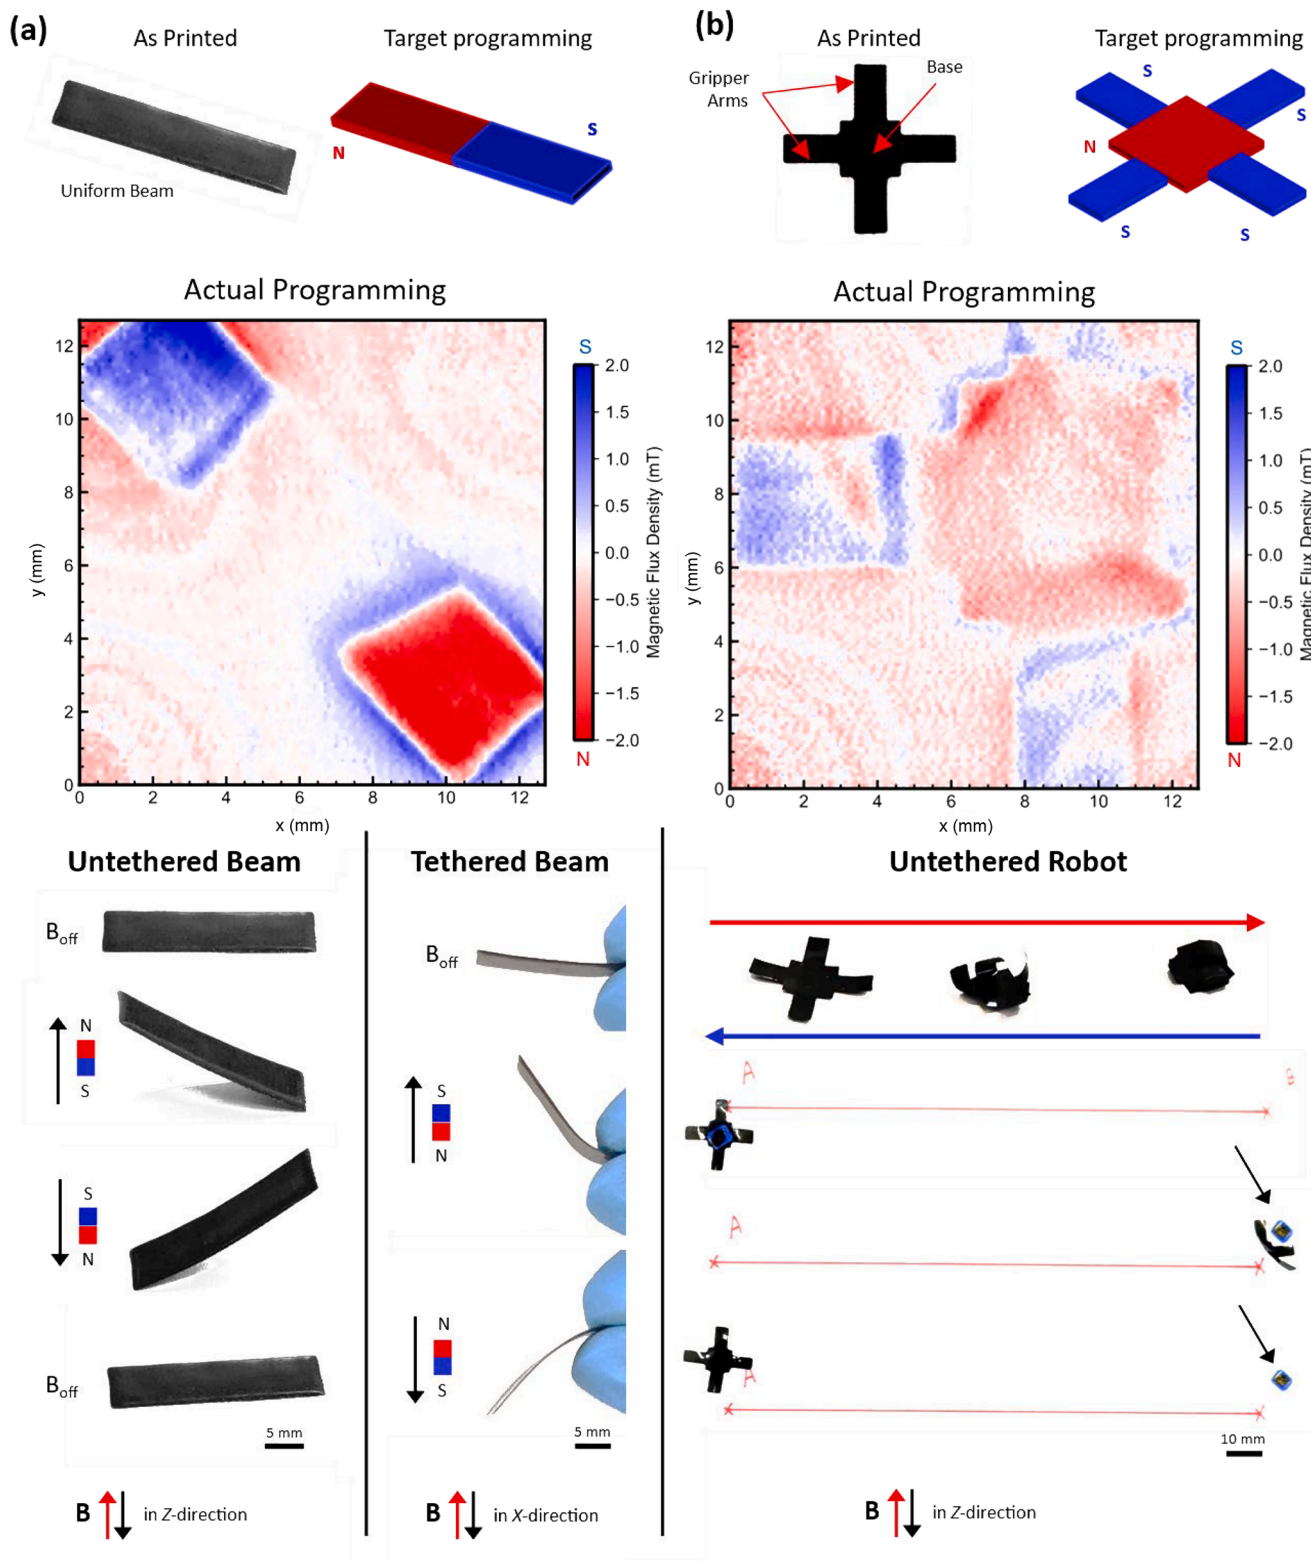 (a)
As Printed
Target programming
N
S
Uniform Beam
(b)
As Printed
Target programming
Gripper
Arms
Base
S
S
N
S
S
Actual Programming
12
10
8
6
4
2
0
y (mm)
0
2
4
6
8
10
12
x (mm)
S
2.0
1.5
1.0
0.5
0.0
−0.5
−1.0
−1.5
−2.0
N
Magnetic Flux Density (mT)
Actual Programming
12
10
8
6
4
2
0
y (mm)
0
2
4
6
8
10
12
x (mm)
S
2.0
1.5
1.0
0.5
0.0
−0.5
−1.0
−1.5
−2.0
N
Magnetic Flux Density (mT)
Untethered Beam
Boff
N
S
S
N
Boff
5 mm
B
in Z-direction
Tethered Beam
Boff
S
N
N
S
5 mm
B
in X-direction
Untethered Robot
A
B
A
A
10 mm
B
in Z-direction